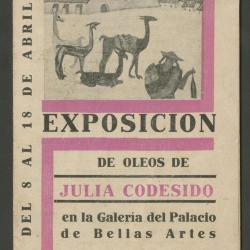 DEL 8 AL 18 DE ABRIL
EXPOSICION
DE OLEOS DE
JULIA CODESIDO
en la Galería del Palacio
de Bellas Artes